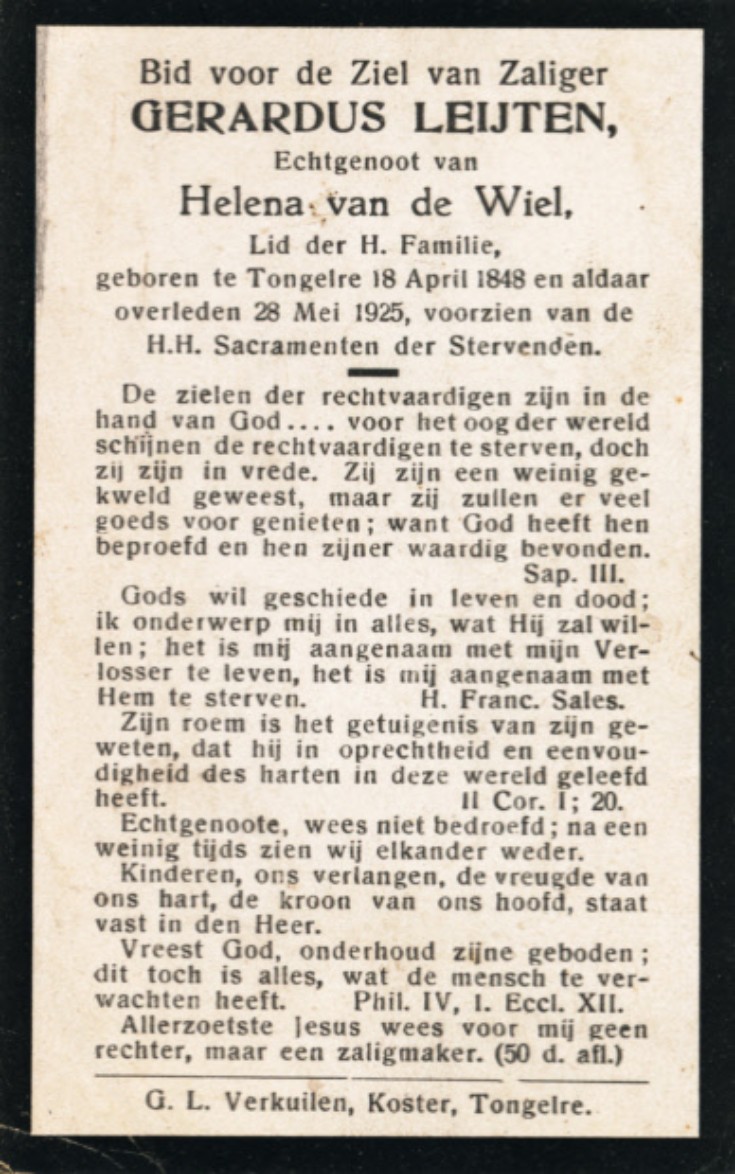 Bid voor de Ziel van Zaliger
GERARDUS LEIJTEN,
Echtgenoot van
Helena van de Wiel,
Lid der H. Familie,
geboren te Tongelre 18 April 1848 en aldaar
overleden 28 Mei 1925, voorzien van de
H.H. Sacramenten der Stervenden.
De zielen der rechtvaardigen zijn in de
hand van God.... voor het oog der wereld
schijnen de rechtvaardigen te sterven, doch
zij zijn in vrede. Zij zijn een weinig ge-
kweld geweest, maar zij zullen er veel
goeds voor genieten; want God heeft hen
beproefd en hen zijner waardig bevonden.
Sap. III.
Gods wil geschiede in leven en dood;
ik onderwerp mij in alles, wat Hij zal wil-
len; het is mij aangenaam met mijn Ver-
losser te leven, het is mij aangenaam met
Hem te sterven. H. Franc. Sales.
Zijn roem is het getuigenis van zijn ge-
weten, dat hij in oprechtheid en eenvou-
digheid des harten in deze wereld geleefd
heeft. II Cor. I; 20.
Echtgenoote, wees niet bedroefd; na een
weinig tijds zien wij elkander weder.
Kinderen, ons verlangen, de vreugde van
ons hart, de kroon van ons hoofd, staat
vast in den Heer.
Vreest God, onderhoud zijne geboden;
dit toch is alles, wat de mensch te ver-
wachten heeft. Phil. IV, I. Eccl. XII.
Allerzoetste Jesus wees voor mij geen
rechter, maar een zaligmaker. (50 d. afl.)
G. L. Verkuilen, Koster, Tongelre.